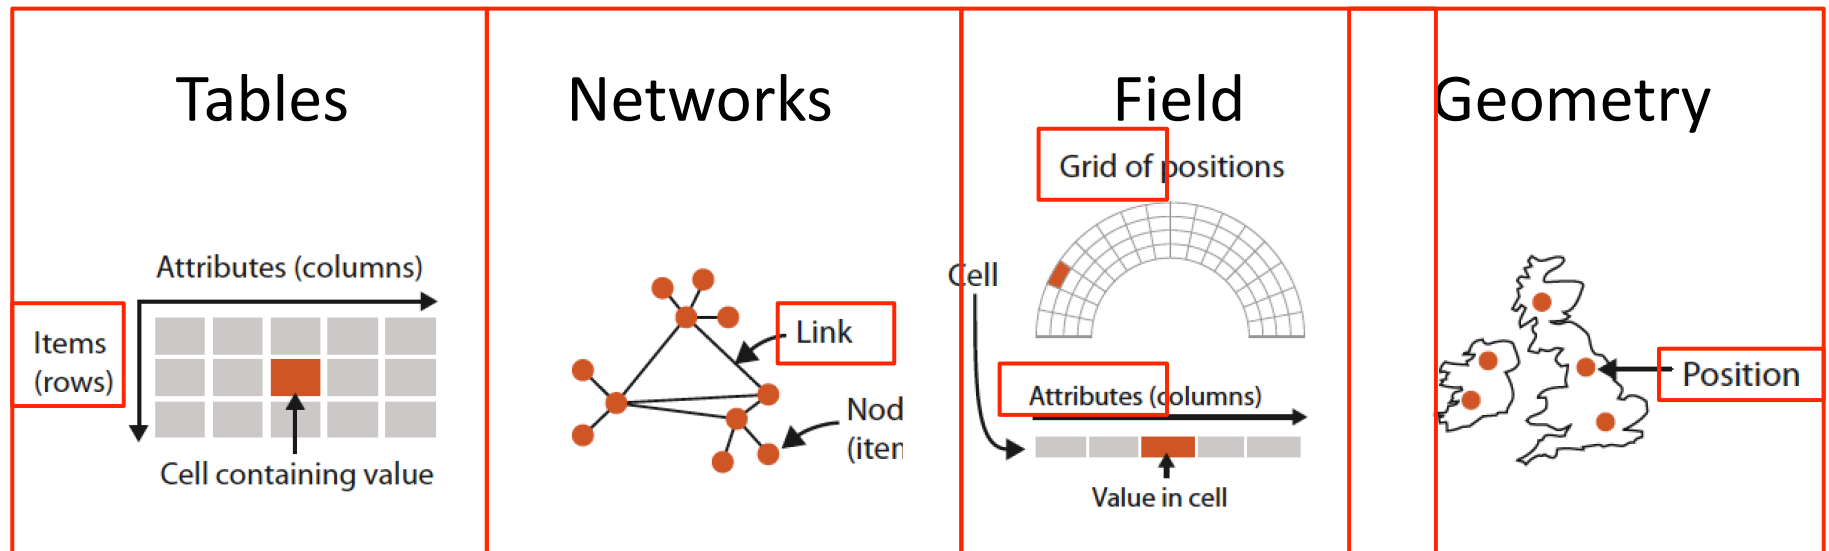 Tables
Attributes (columns)
Items
(rows)
Cell containing value
Networks
Link
Nod
(iten
Field
Grid of positions
Cell
Attributes (columns)
Value in cell
Geometry
Position